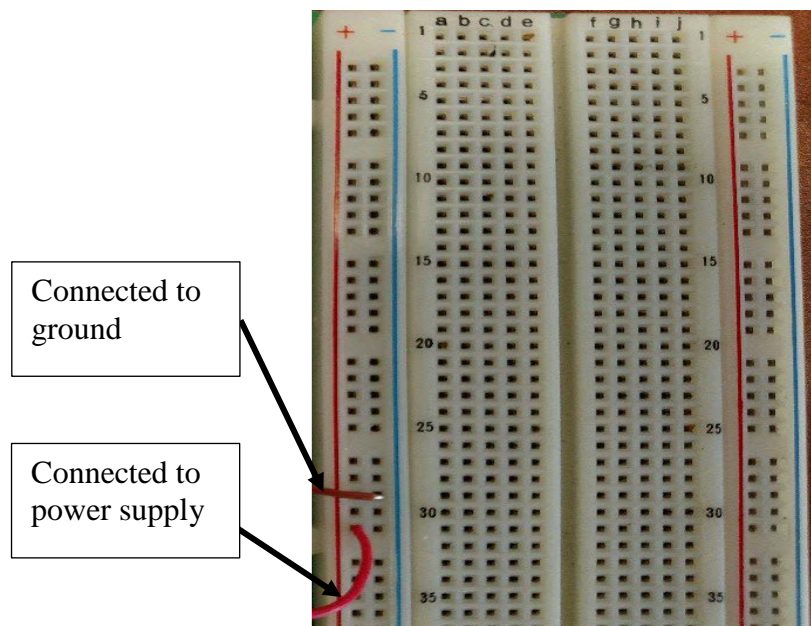 a b c d e f g h i j
+ − + −
1 1
5 5
10 10
15 15
Connected to
ground
20 20
25 25
Connected to
power supply
30 30
35 35